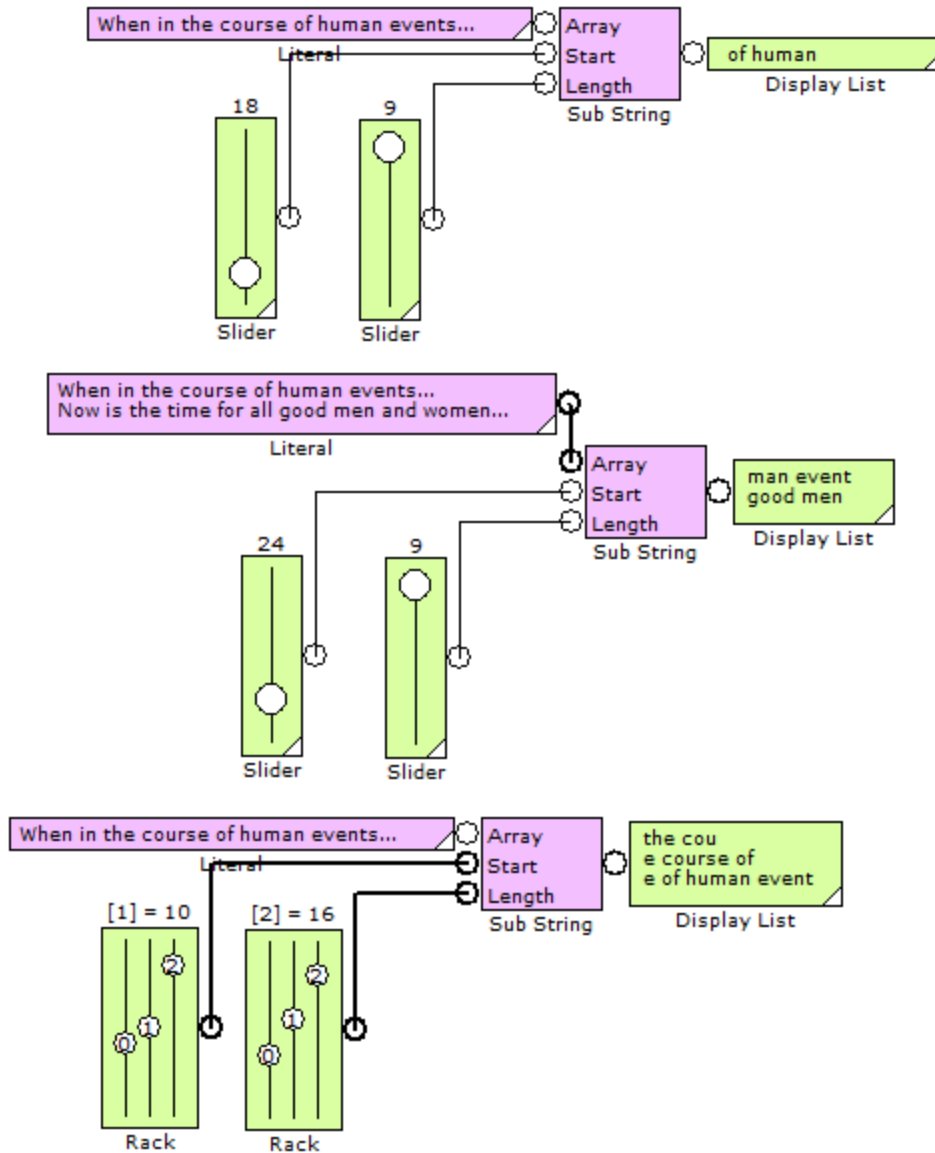 When in the course of human events...
Literal
Array
Start
Length
Sub String
of human
Display List
18
9
Slider
Slider
When in the course of human events...
Now is the time for all good men and women...
Literal
Array
Start
Length
Sub String
man event
good men
Display List
24
9
Slider
Slider
When in the course of human events...
Literal
Array
Start
Length
Sub String
the cou
e course of
e of human event
Display List
[1] = 10
[2] = 16
0
1
2
0
1
2
Rack
Rack